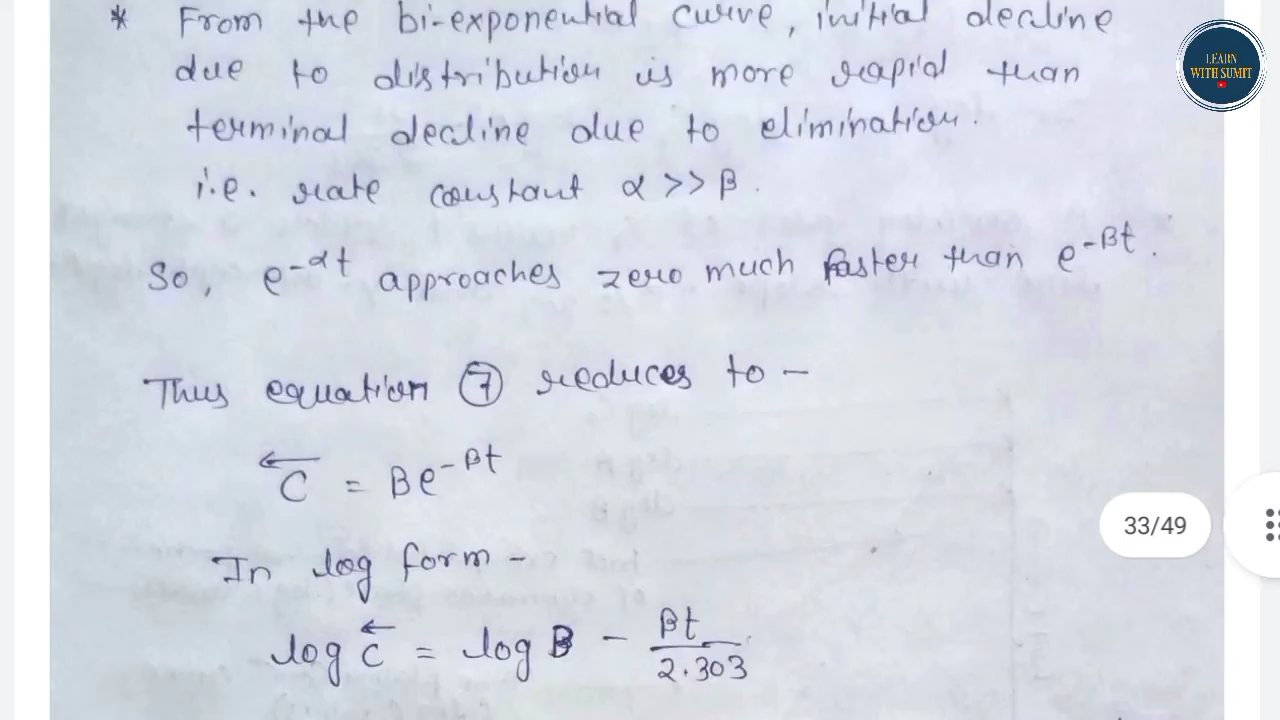 * From the bi-exponential curve, initial decline
due to distribution is more rapid than
terminal decline due to elimination.
i.e. rate constant α >> β.
So, e^-αt approaches zero much faster than e^-βt.
Thus equation ⑦ reduces to -
C⃖ = Be^-βt
In log form -
log C⃖ = log B - βt/2.303
LEARN
WITH SUMIT
33/49